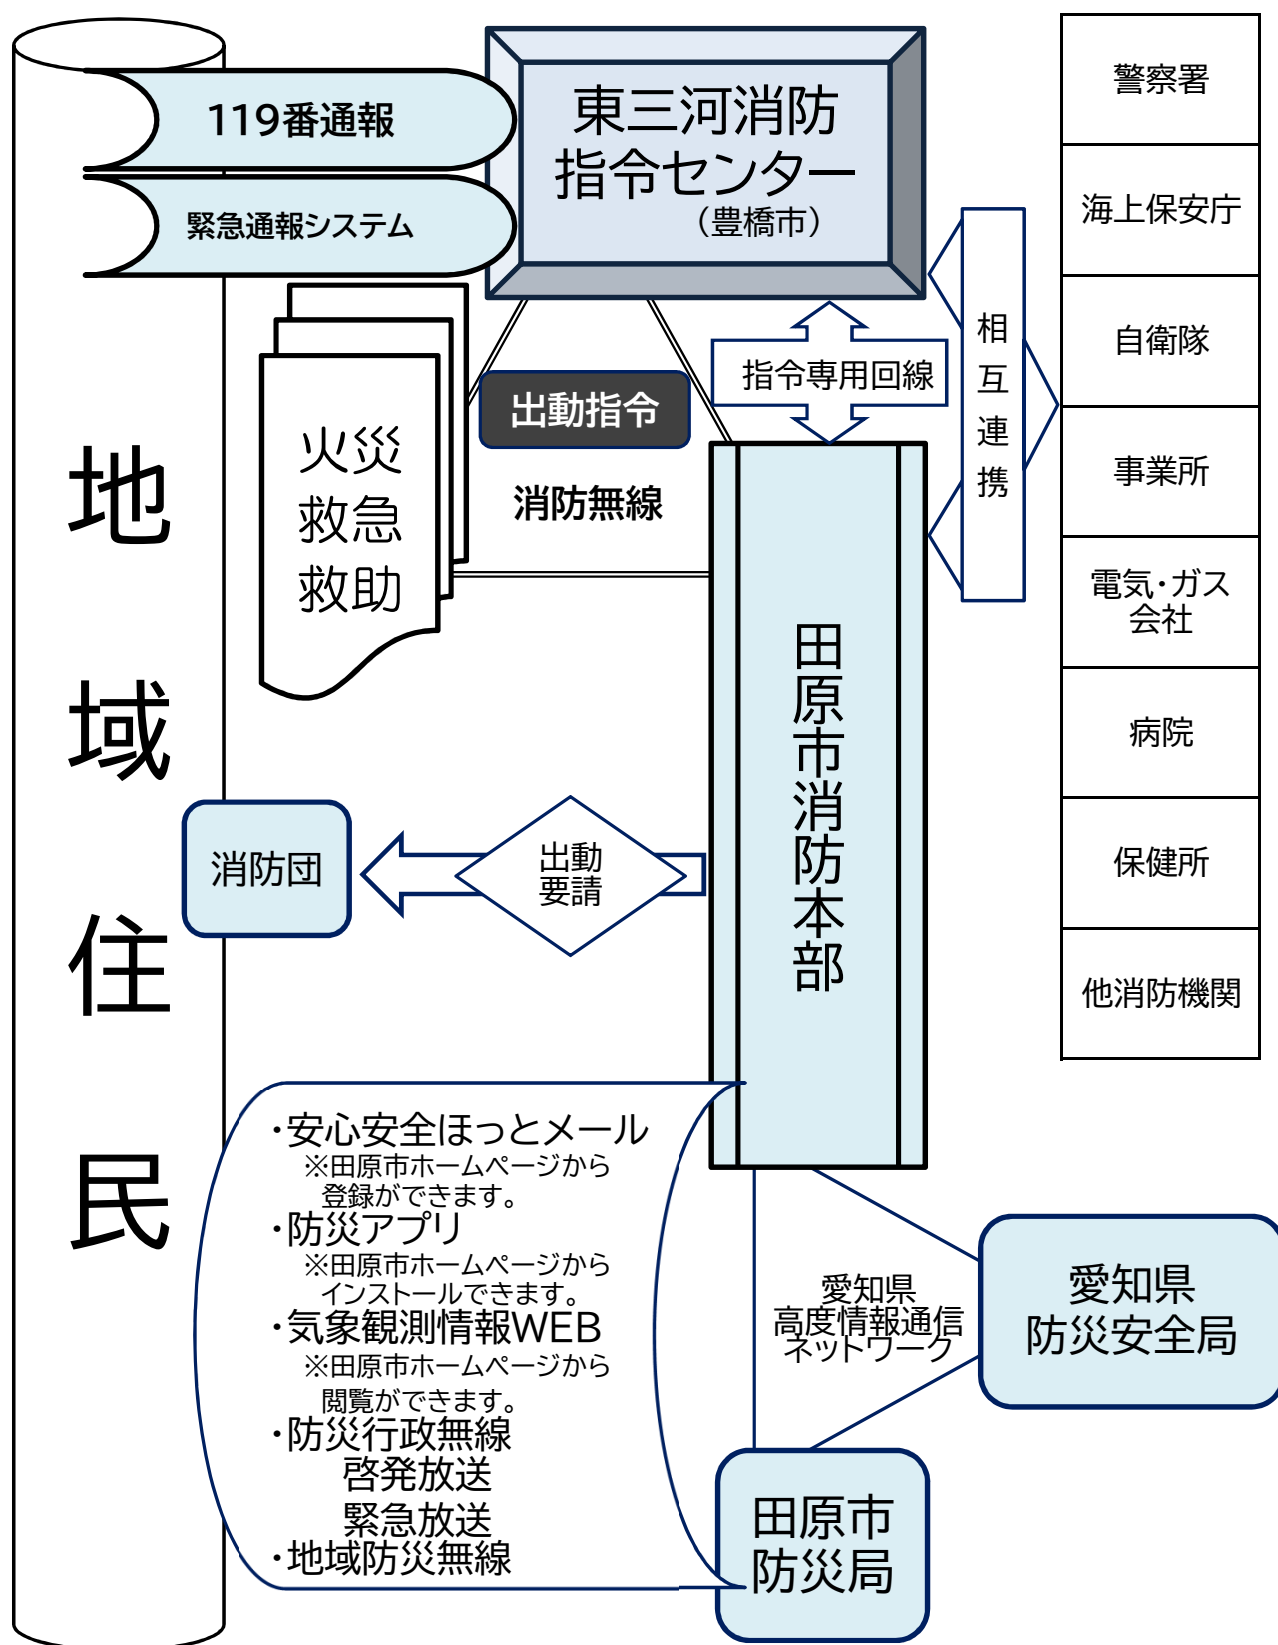 119番通報
緊急通報システム
東三河消防
指令センター
（豊橋市）
警察署
海上保安庁
自衛隊
事業所
電気・ガス
会社
病院
保健所
他消防機関
相互連携
指令専用回線
出動指令
消防無線
火災
救急
救助
地域住民
田原市消防本部
消防団
出動
要請
・安心安全ほっとメール
※田原市ホームページから
登録ができます。
・防災アプリ
※田原市ホームページから
インストールできます。
・気象観測情報WEB
※田原市ホームページから
閲覧ができます。
・防災行政無線
啓発放送
緊急放送
・地域防災無線
愛知県
高度情報通信
ネットワーク
愛知県
防災安全局
田原市
防災局